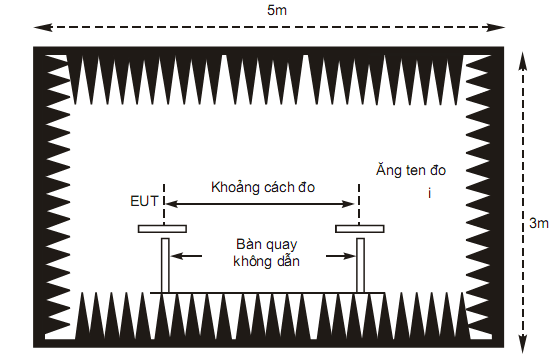 5m
Ăng ten đo
i
Khoảng cách đo
EUT
3m
Bàn quay
không dẫn